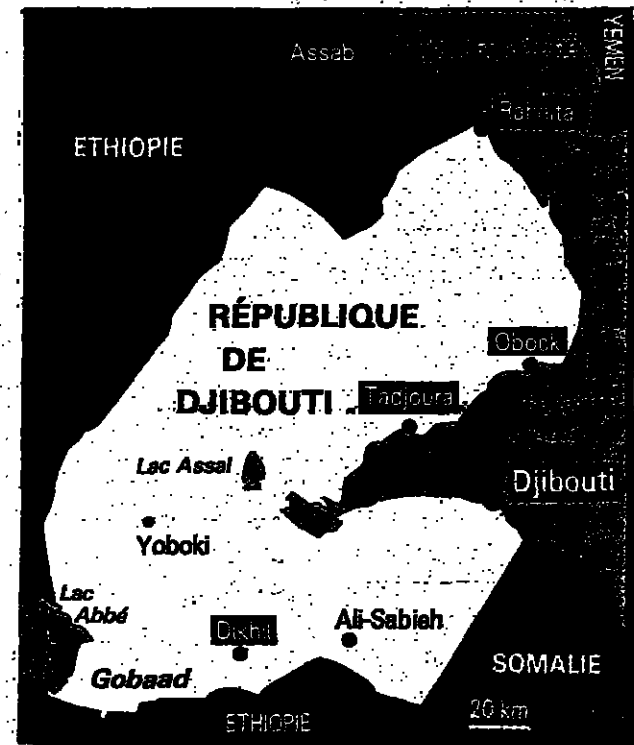 YEMEN
Assab
Rahaita
ETHIOPIE
RÉPUBLIQUE
DE
DJIBOUTI
Obock
Tadjoura
Lac Assal
Djibouti
Yoboki
Lac
Abbé
Dikhil
Ali-Sabieh
Gobaad
SOMALIE
ETHIOPIE
20 km